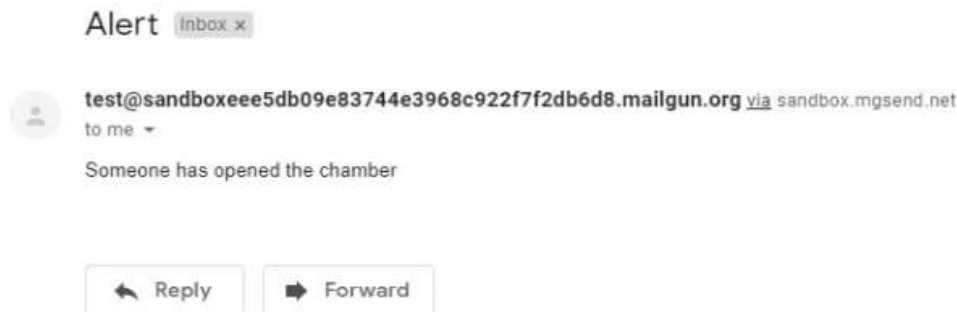 Alert Inbox x
test@sandboxeee5db09e83744e3968c922f7f2db6d8.mailgun.org via sandbox.mgsend.net
to me
Someone has opened the chamber
Reply Forward